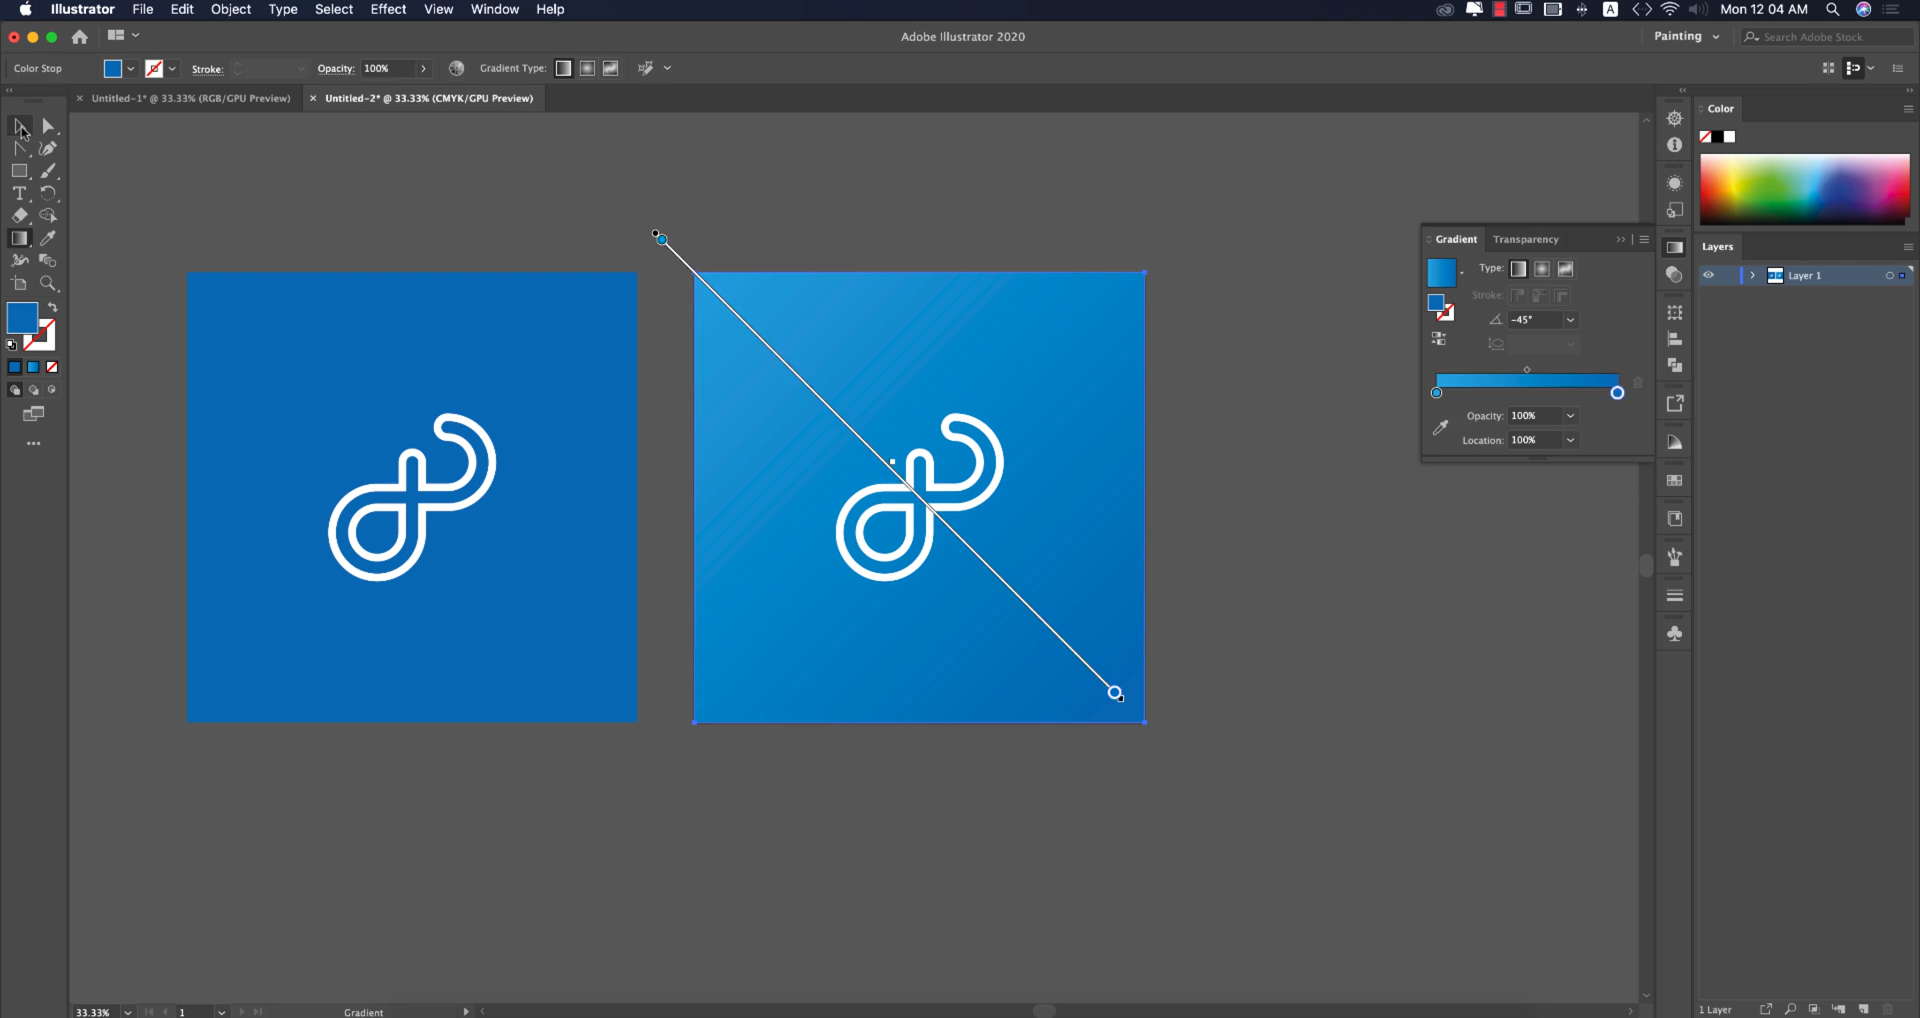 Illustrator File Edit Object Type Select Effect View Window Help
A Mon 12 04 AM
Adobe Illustrator 2020
Painting
Search Adobe Stock
Color Stop
Stroke:
Opacity: 100%
Gradient Type:
× Untitled-1* @ 33.33% (RGB/GPU Preview)
× Untitled-2* @ 33.33% (CMYK/GPU Preview)
Color
T
Gradient Transparency
Type:
Stroke:
-45°
Opacity: 100%
Location: 100%
Layers
Layer 1
33.33%
1
Gradient
1 Layer